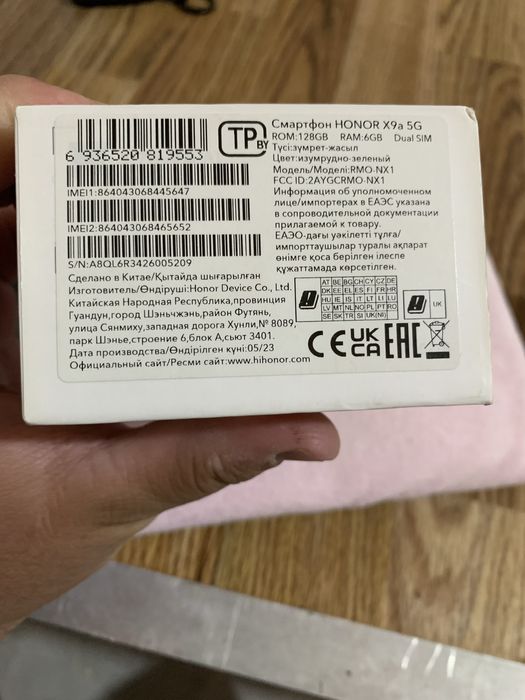 6 936520 819553
IMEI1:864043068445647
IMEI2:864043068465652
S/N:A8QL6R3426005209
TP BY
Смартфон HONOR X9a 5G
ROM:128GB RAM:6GB Dual SIM
Түсі:зүмрет-жасыл
Цвет:изумрудно-зеленый
Модель/Моделі:RMO-NX1
FCC ID:2AYGCRMO-NX1
Информация об уполномоченном
лице/импортерах в ЕАЭС указана
в сопроводительной документации
прилагаемой к товару.
ЕАЭО-дағы уәкілетті тұлға/
импорттаушылар туралы ақпарат
өнімге қоса берілген ілеспе
құжаттамада көрсетілген.
Сделано в Китае/Қытайда шығарылған
Изготовитель/Өндіруші:Honor Device Co., Ltd.
Китайская Народная Республика,провинция
Гуандун,город Шэньчжэнь,район Футянь,
улица Сянмиху,западная дорога Хунли,№ 8089,
парк Шэнье,строение 6,блок А,сьют 3401.
Дата производства/Өндірілген күні:05/23
Официальный сайт/Ресми сайт:www.hihonor.com
AT BE BG CH CY CZ DE
DK EE EL ES FI FR HR
HU IE IS IT LT LI LU
LV MT NL NO PL PT RO
SE SK TR SI UK(NI)
UK
CE UK CA EAC